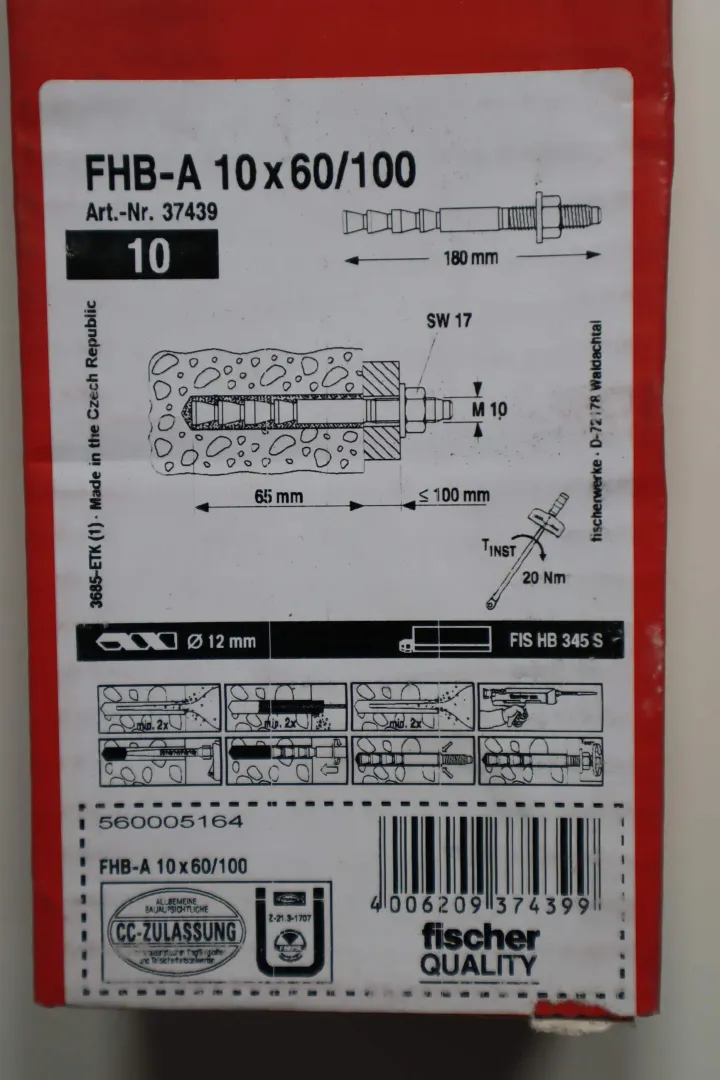 FHB-A 10 x 60/100
Art.-Nr. 37439
10
180 mm
SW 17
M 10
65 mm
≤ 100 mm
TINST
20 Nm
3685-ETK (1) · Made in the Czech Republic
fischerwerke · D-72178 Waldachtal
Ø 12 mm
FIS HB 345 S
min. 2x
min. 2x
min. 2x
560005164
FHB-A 10 x 60/100
ALLGEMEINE
BAUAUFSICHTLICHE
CC-ZULASSUNG
Z-21.3-1707
4 006209 374399
fischer
QUALITY